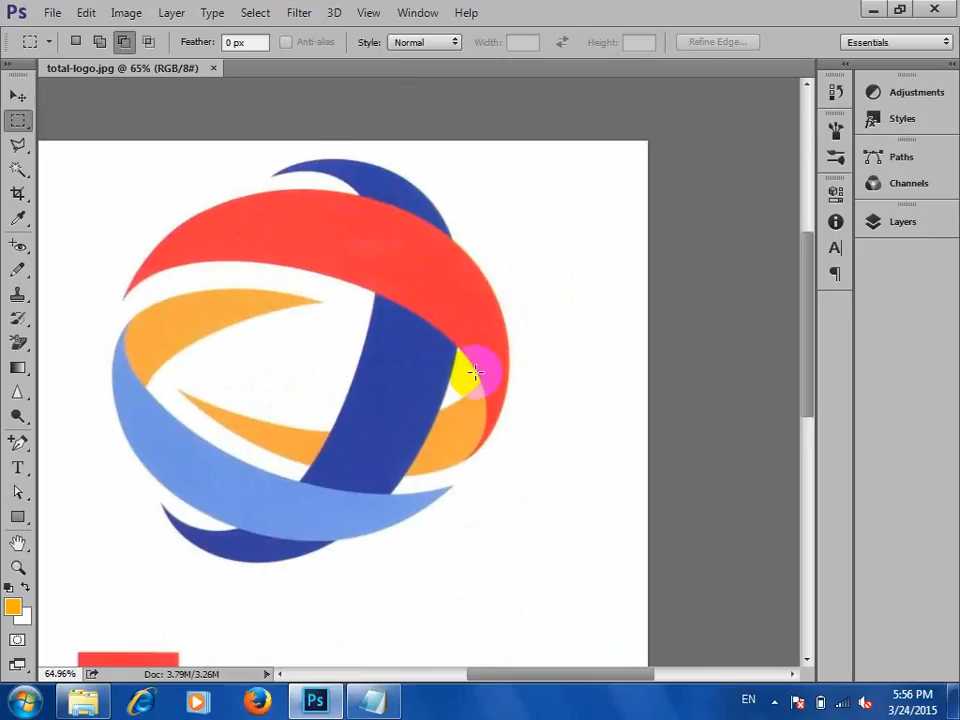 Ps File Edit Image Layer Type Select Filter 3D View Window Help
Feather: 0 px Anti-alias Style: Normal Width: Height: Refine Edge... Essentials
total-logo.jpg @ 65% (RGB/8#) ×
Adjustments
Styles
Paths
Channels
Layers
64.96% Doc: 3.79M/3.26M
EN 5:56 PM
3/24/2015